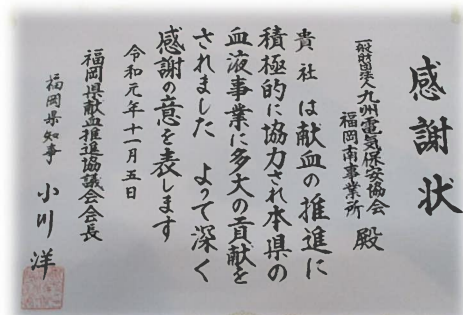 感謝状
一般財団法人九州電気保安協会
福岡南事業所 殿
貴社は献血の推進に
積極的に協力され本県の
血液事業に多大の貢献を
されました よって深く
感謝の意を表します
令和元年十一月五日
福岡県献血推進協議会会長
福岡県知事 小川洋